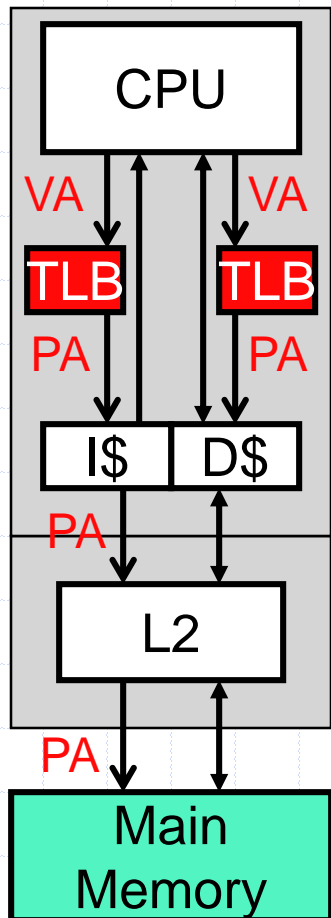 CPU
VA VA
TLB TLB
PA PA
I$ D$
PA
L2
PA
Main
Memory